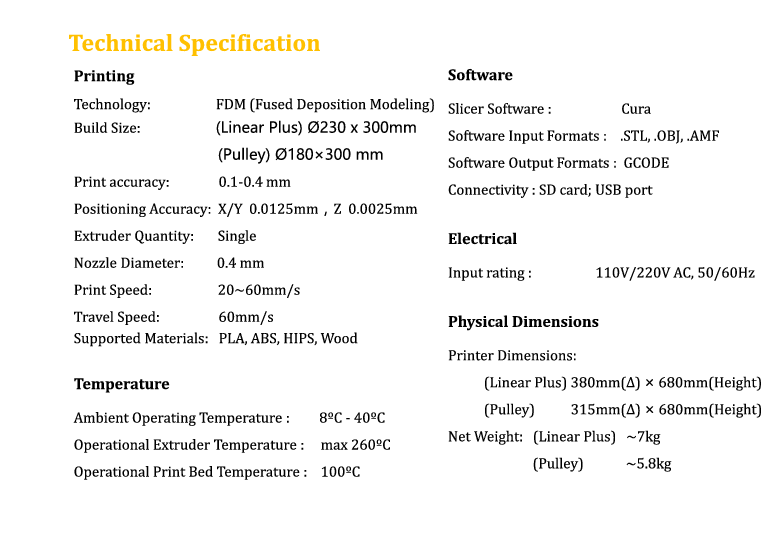 Technical Specification
Printing
Technology: FDM (Fused Deposition Modeling)
Build Size: (Linear Plus) Ø230 x 300mm
(Pulley) Ø180×300 mm
Print accuracy: 0.1-0.4 mm
Positioning Accuracy: X/Y 0.0125mm , Z 0.0025mm
Extruder Quantity: Single
Nozzle Diameter: 0.4 mm
Print Speed: 20~60mm/s
Travel Speed: 60mm/s
Supported Materials: PLA, ABS, HIPS, Wood
Temperature
Ambient Operating Temperature : 8ºC - 40ºC
Operational Extruder Temperature : max 260ºC
Operational Print Bed Temperature : 100ºC
Software
Slicer Software : Cura
Software Input Formats : .STL, .OBJ, .AMF
Software Output Formats : GCODE
Connectivity : SD card; USB port
Electrical
Input rating : 110V/220V AC, 50/60Hz
Physical Dimensions
Printer Dimensions:
(Linear Plus) 380mm(Δ) × 680mm(Height)
(Pulley) 315mm(Δ) × 680mm(Height)
Net Weight: (Linear Plus) ~7kg
(Pulley) ~5.8kg